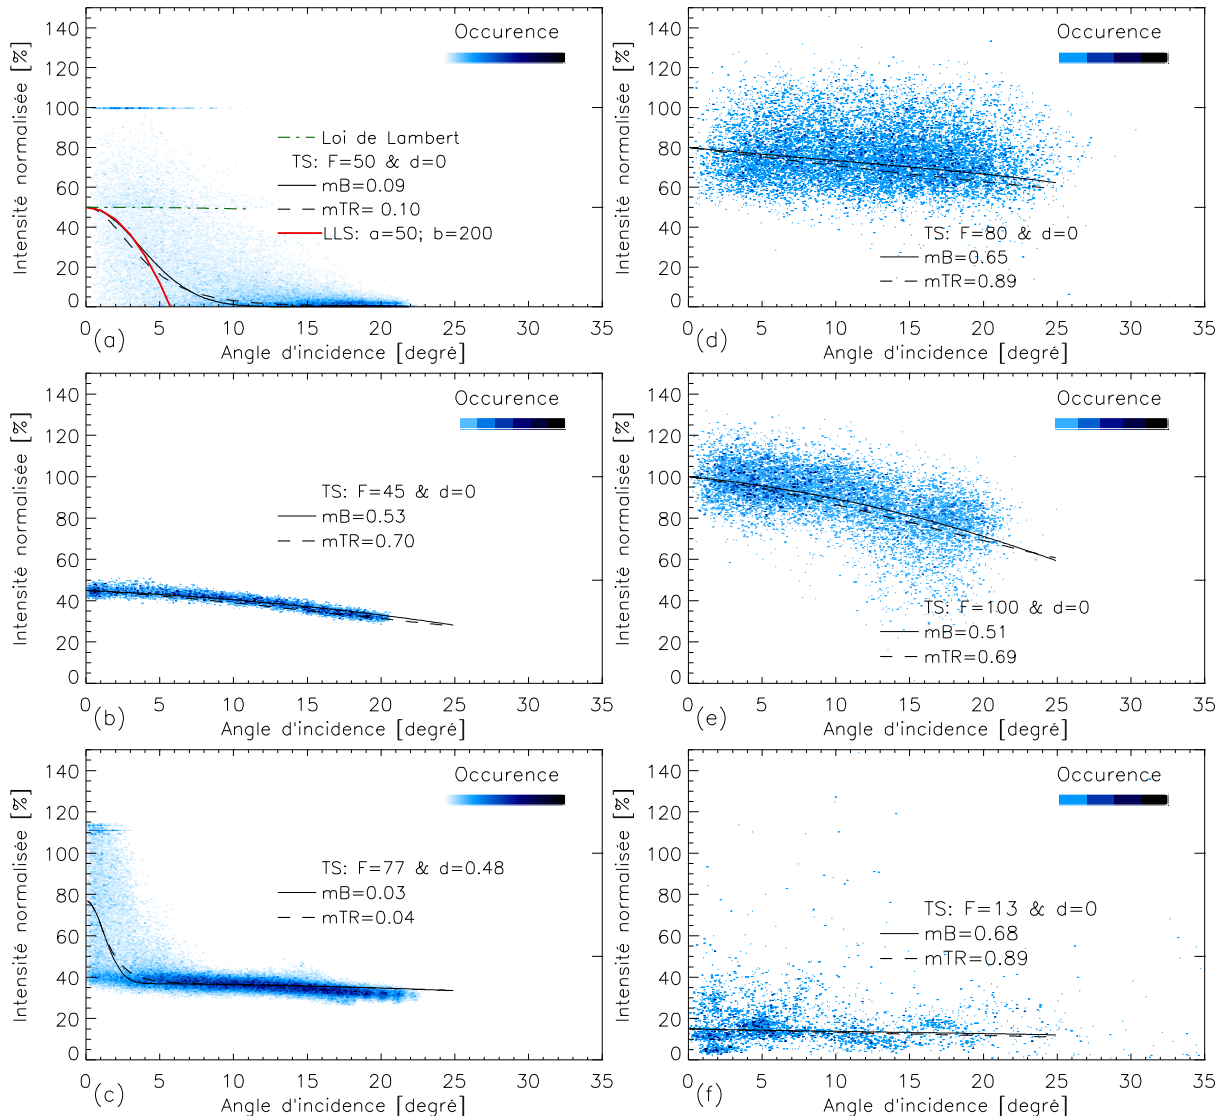 Intensité normalisée [%]
140
120
100
80
60
40
20
0
Occurence
Loi de Lambert
TS: F=50 & d=0
mB=0.09
mTR= 0.10
LLS: a=50; b=200
0 5 10 15 20 25 30 35
(a)
Angle d'incidence [degré]
Intensité normalisée [%]
140
120
100
80
60
40
20
0
Occurence
TS: F=80 & d=0
mB=0.65
mTR=0.89
0 5 10 15 20 25 30 35
(d)
Angle d'incidence [degré]
Intensité normalisée [%]
140
120
100
80
60
40
20
0
Occurence
TS: F=45 & d=0
mB=0.53
mTR=0.70
0 5 10 15 20 25 30 35
(b)
Angle d'incidence [degré]
Intensité normalisée [%]
140
120
100
80
60
40
20
0
Occurence
TS: F=100 & d=0
mB=0.51
mTR=0.69
0 5 10 15 20 25 30 35
(e)
Angle d'incidence [degré]
Intensité normalisée [%]
140
120
100
80
60
40
20
0
Occurence
TS: F=77 & d=0.48
mB=0.03
mTR=0.04
0 5 10 15 20 25 30 35
(c)
Angle d'incidence [degré]
Intensité normalisée [%]
140
120
100
80
60
40
20
0
Occurence
TS: F=13 & d=0
mB=0.68
mTR=0.89
0 5 10 15 20 25 30 35
(f)
Angle d'incidence [degré]